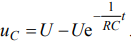 u_C = U − Ue^{−\frac{1}{RC}t}.